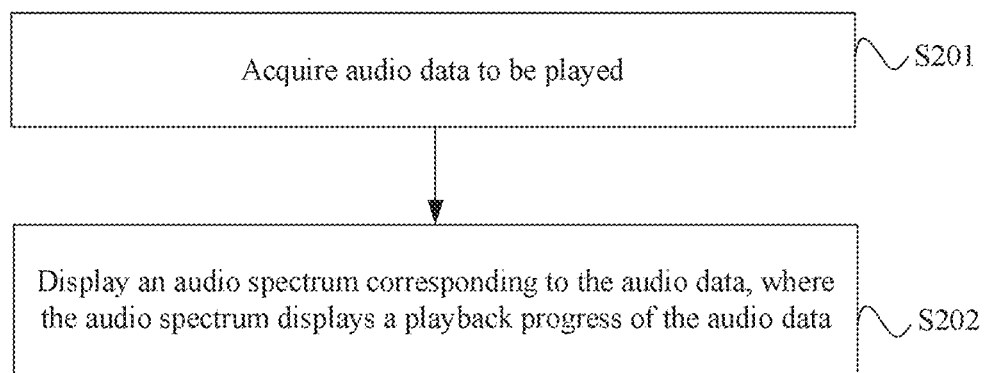 Acquire audio data to be played
S201
Display an audio spectrum corresponding to the audio data, where
the audio spectrum displays a playback progress of the audio data
S202